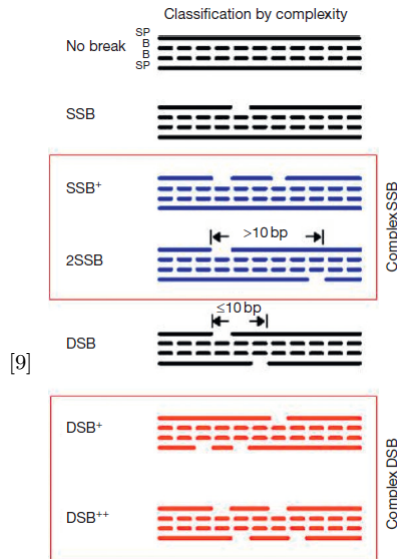 Classification by complexity
No break
SP
B
B
SP
SSB
SSB+
2SSB
>10 bp
Complex SSB
≤10 bp
DSB
[9]
DSB+
DSB++
Complex DSB